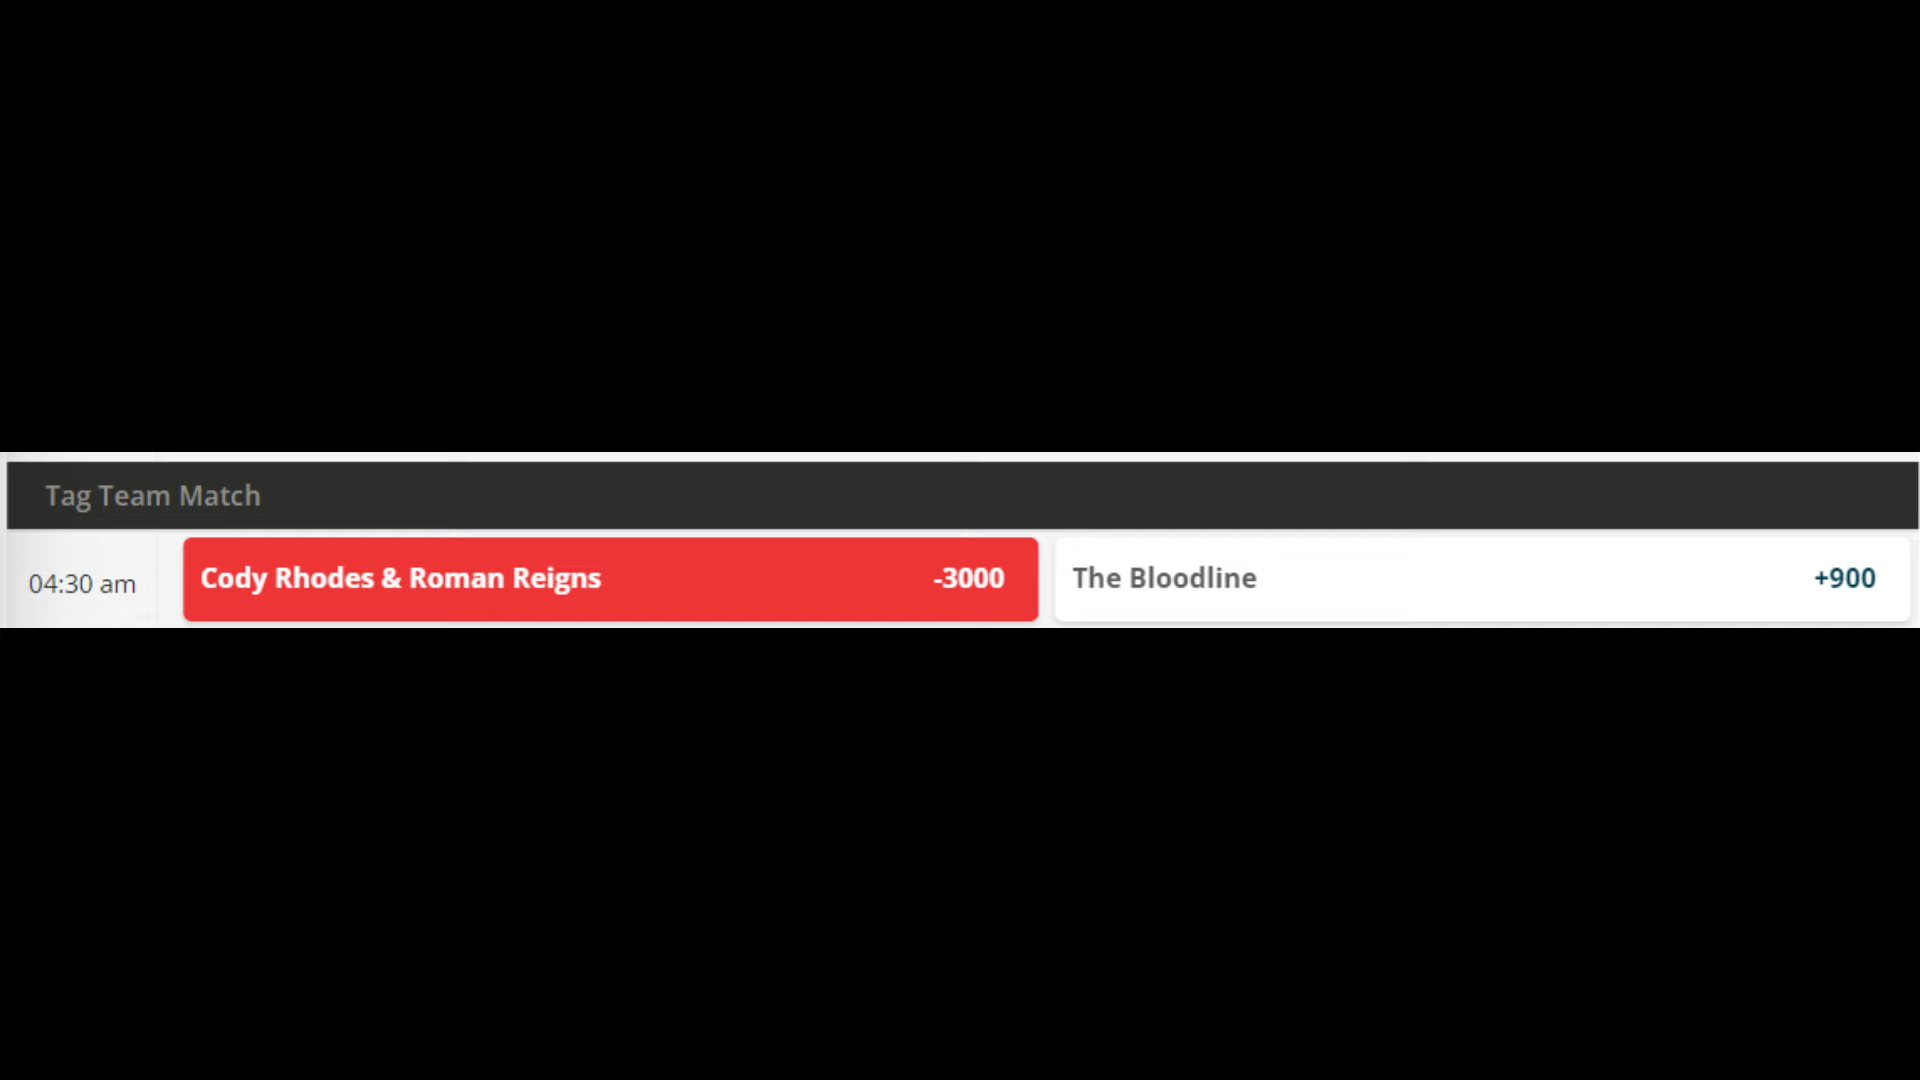 Tag Team Match
04:30 am Cody Rhodes & Roman Reigns -3000 The Bloodline +900